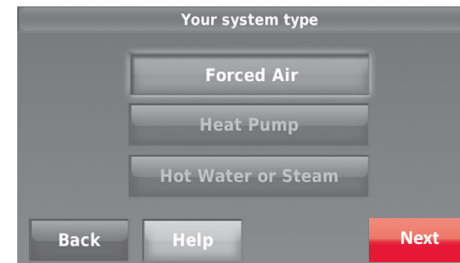 Your system type
Forced Air
Heat Pump
Hot Water or Steam
Back
Help
Next